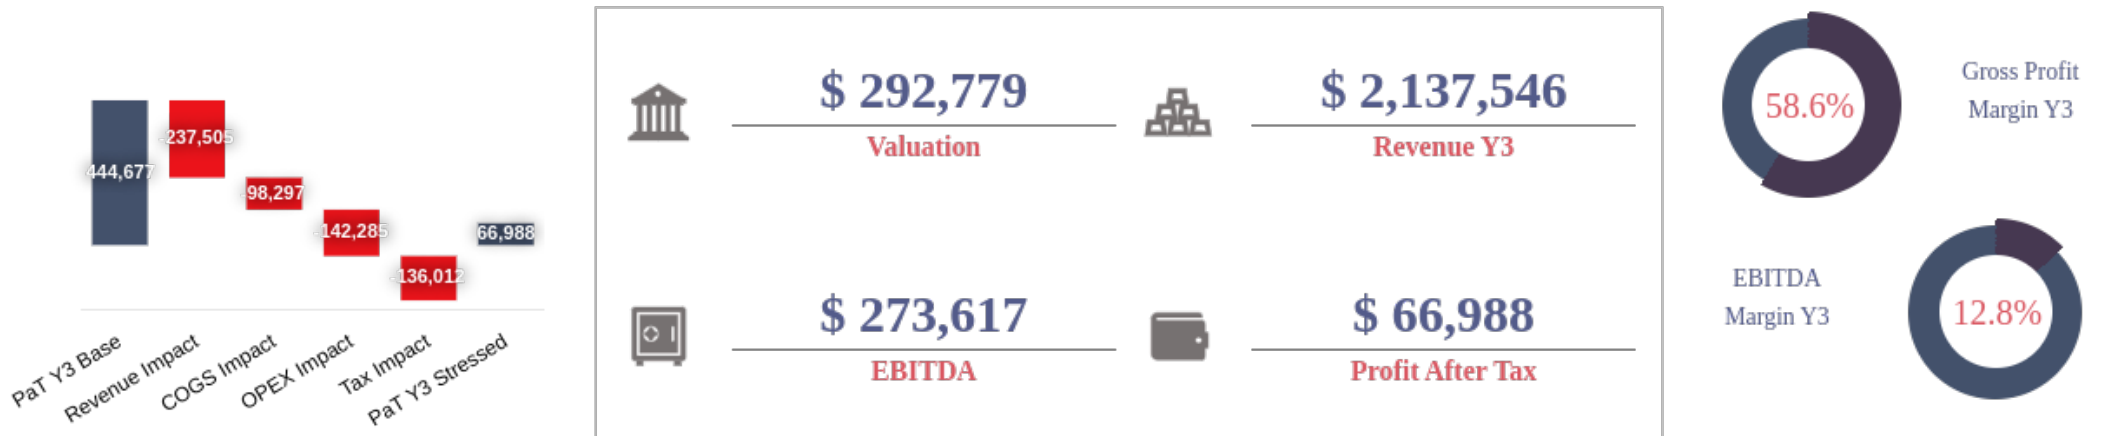 444,677
-237,505
-98,297
-142,285
-136,012
66,988
PaT Y3 Base
Revenue Impact
COGS Impact
OPEX Impact
Tax Impact
PaT Y3 Stressed
$ 292,779
Valuation
$ 2,137,546
Revenue Y3
$ 273,617
EBITDA
$ 66,988
Profit After Tax
58.6%
Gross Profit
Margin Y3
EBITDA
Margin Y3
12.8%